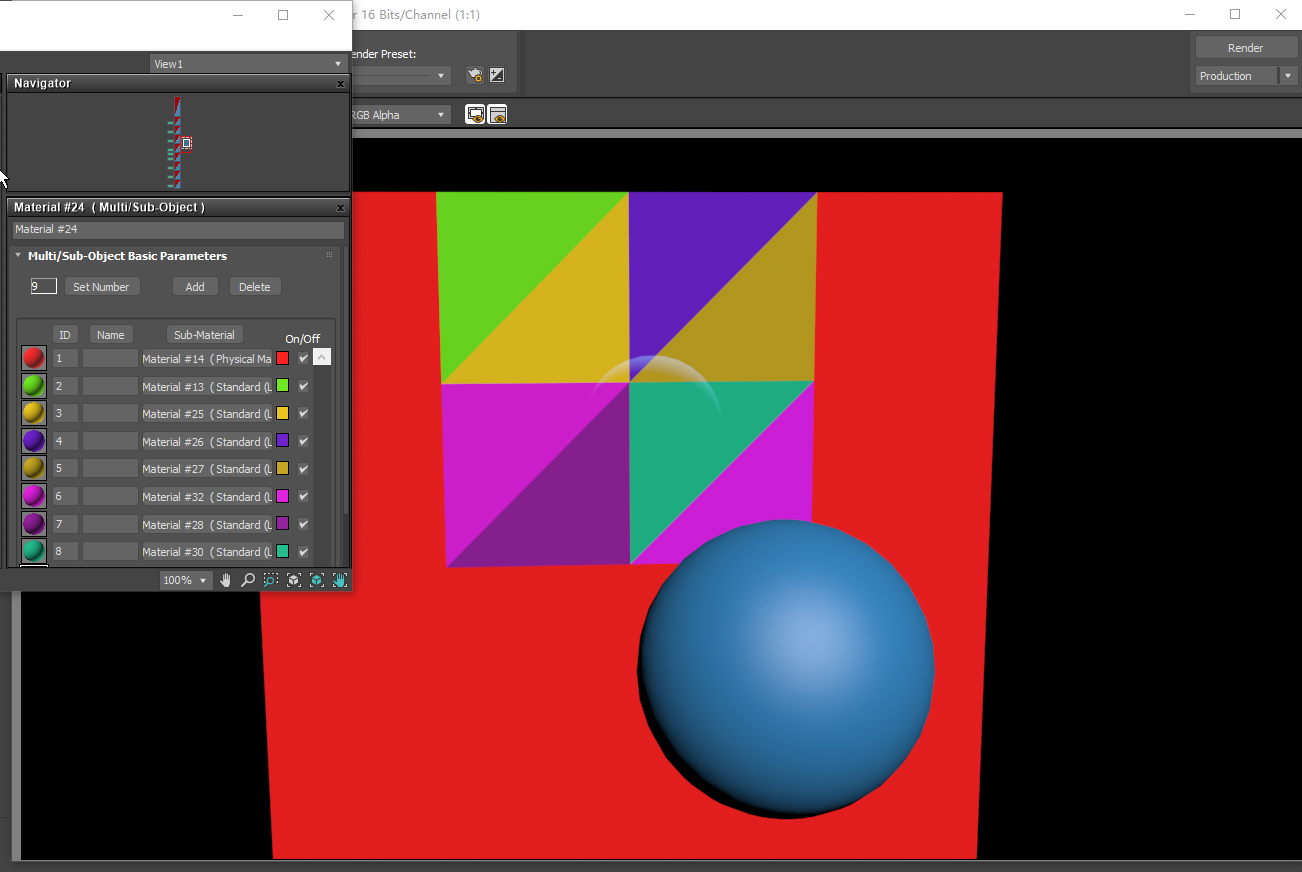 r 16 Bits/Channel (1:1)
ender Preset:
Render
View1
Production
Navigator
RGB Alpha
Material #24 ( Multi/Sub-Object )
Material #24
Multi/Sub-Object Basic Parameters
9 Set Number Add Delete
ID Name Sub-Material On/Off
1 Material #14 ( Physical Ma
2 Material #13 ( Standard (L
3 Material #25 ( Standard (L
4 Material #26 ( Standard (L
5 Material #27 ( Standard (L
6 Material #32 ( Standard (L
7 Material #28 ( Standard (L
8 Material #30 ( Standard (L
100%